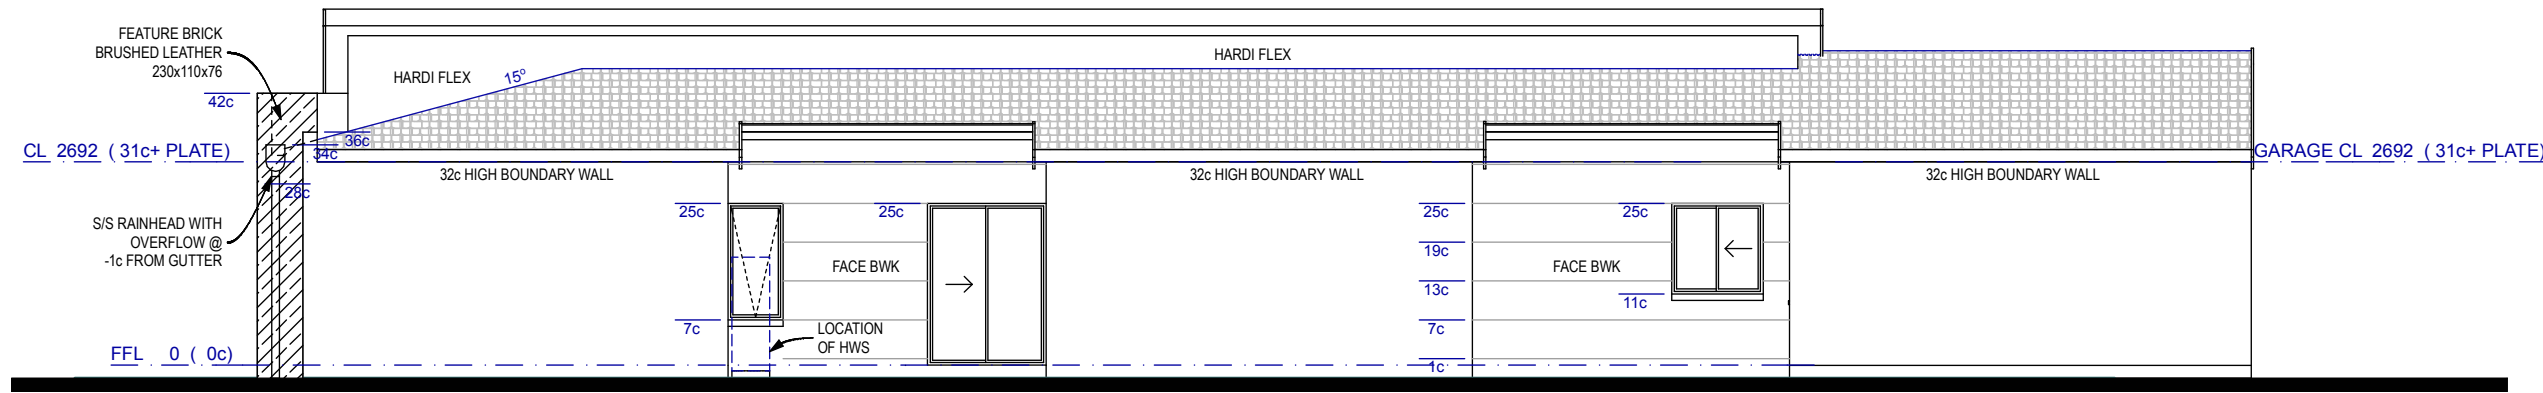 FEATURE BRICK
BRUSHED LEATHER
230x110x76
HARDI FLEX
15°
HARDI FLEX
42c
36c
34c
CL 2692 ( 31c+ PLATE)
GARAGE CL 2692 ( 31c+ PLATE)
28c
32c HIGH BOUNDARY WALL
32c HIGH BOUNDARY WALL
32c HIGH BOUNDARY WALL
S/S RAINHEAD WITH
OVERFLOW @
-1c FROM GUTTER
25c
25c
25c
25c
19c
FACE BWK
FACE BWK
13c
11c
7c
7c
LOCATION
OF HWS
FFL 0 ( 0c)
1c